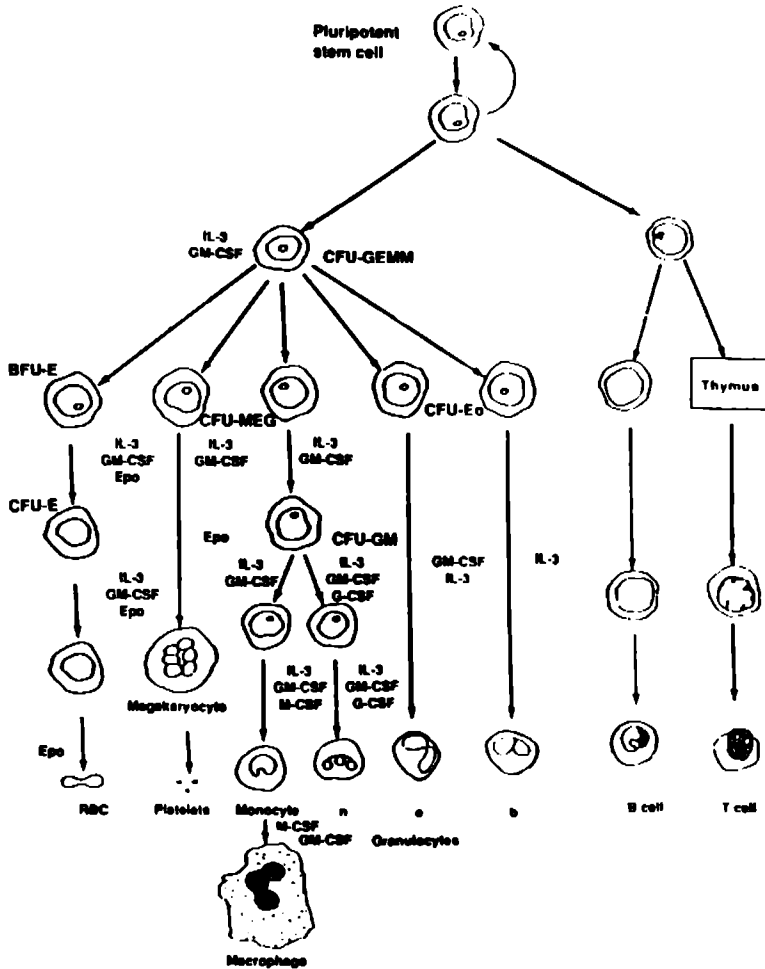 Pluripotent
stem cell
IL-3
GM-CSF
CFU-GEMM
BFU-E
CFU-MEG
CFU-Eo
Thymus
IL-3
GM-CSF
Epo
IL-3
GM-CSF
IL-3
GM-CSF
CFU-E
Epo
CFU-GM
IL-3
GM-CSF
Epo
IL-3
GM-CSF
IL-3
GM-CSF
G-CSF
GM-CSF
IL-3
IL-3
Megakaryocyte
IL-3
GM-CSF
M-CSF
IL-3
GM-CSF
G-CSF
Epo
RBC
Platelets
Monocyte
n
e
b
B cell
T cell
M-CSF
GM-CSF
Granulocytes
Macrophage